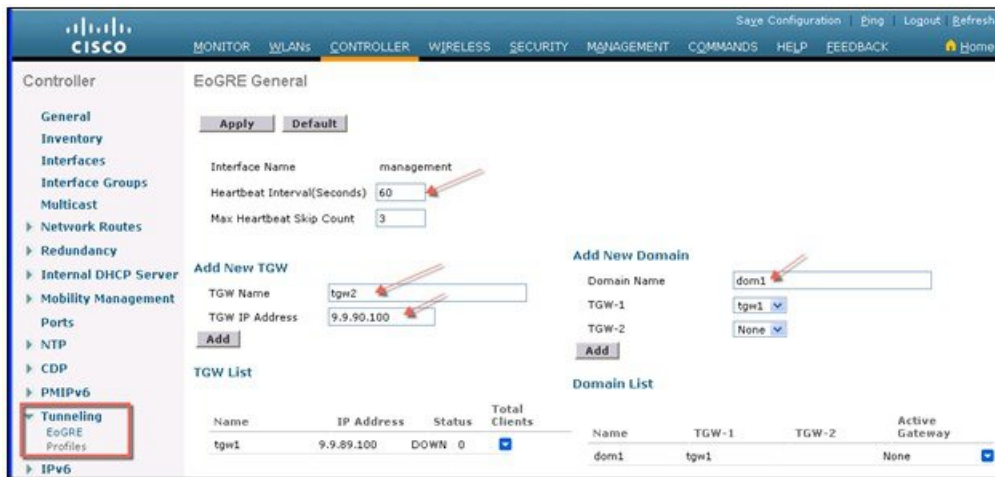 Save Configuration Ping Logout Refresh
CISCO MONITOR WLANs CONTROLLER WIRELESS SECURITY MANAGEMENT COMMANDS HELP FEEDBACK Home
Controller
General
Inventory
Interfaces
Interface Groups
Multicast
Network Routes
Redundancy
Internal DHCP Server
Mobility Management
Ports
NTP
CDP
PMIPv6
Tunneling
EoGRE
Profiles
IPv6
EoGRE General
Apply Default
Interface Name management
Heartbeat Interval(Seconds) 60
Max Heartbeat Skip Count 3
Add New TGW
TGW Name tgw2
TGW IP Address 9.9.90.100
Add
TGW List
Name IP Address Status Total Clients
tgw1 9.9.89.100 DOWN 0
Add New Domain
Domain Name dom1
TGW-1 tgw1
TGW-2 None
Add
Domain List
Name TGW-1 TGW-2 Active Gateway
dom1 tgw1 None